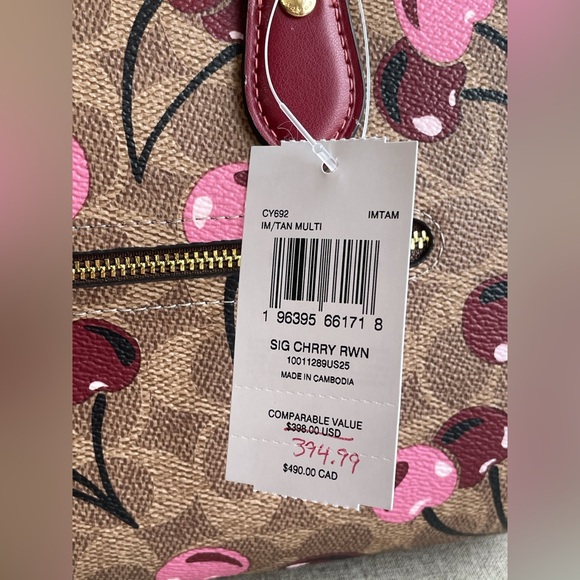 CY692 IMTAM
IM/TAN MULTI
1 96395 66171 8
SIG CHRRY RWN
10011289US25
MADE IN CAMBODIA
COMPARABLE VALUE
$398.00 USD
394.99
$490.00 CAD